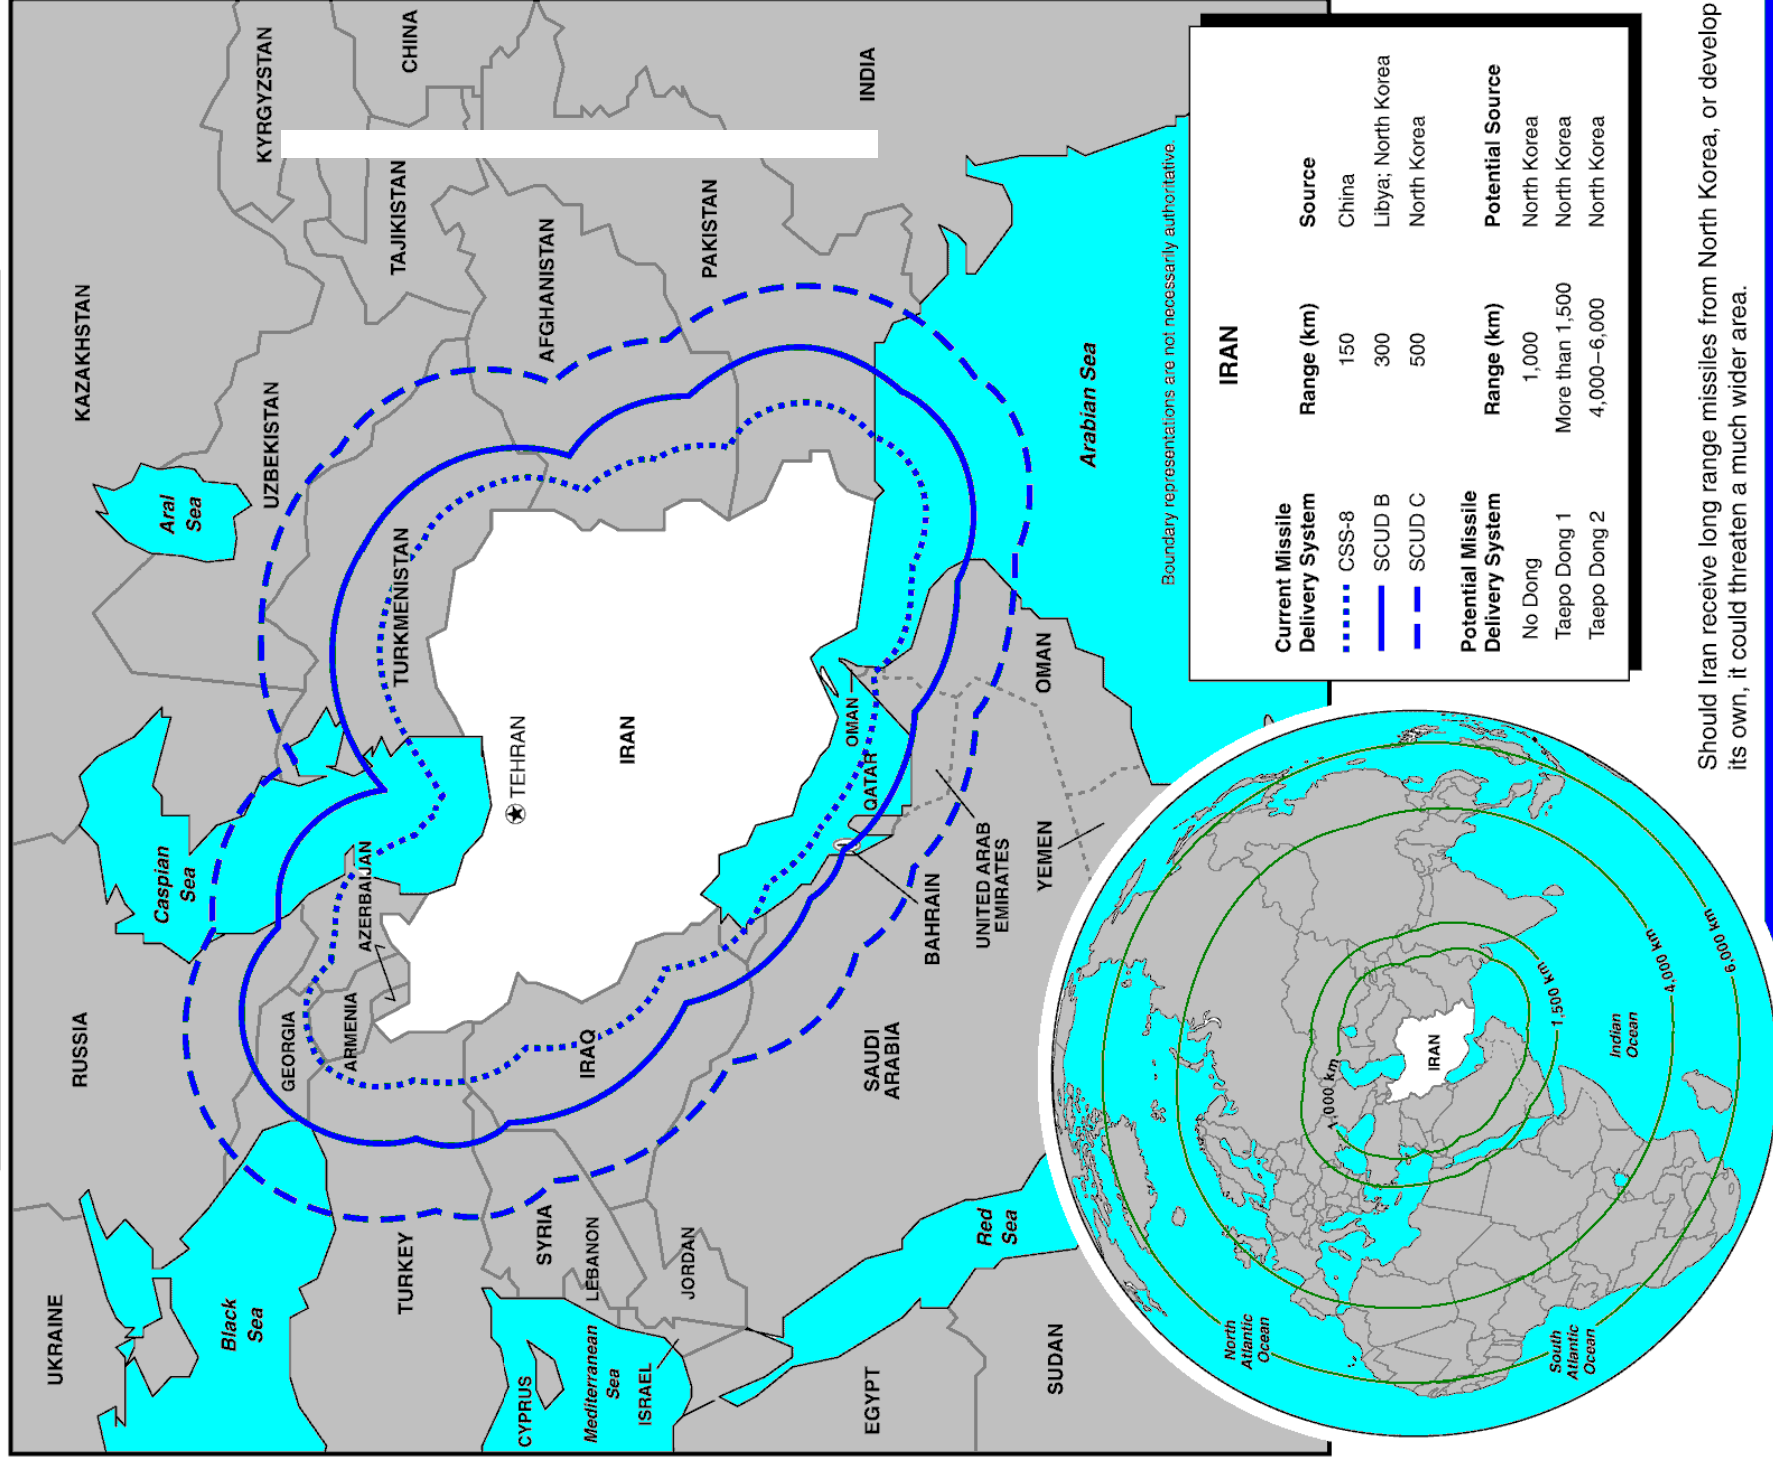 UKRAINE
RUSSIA
KAZAKHSTAN
Aral
Sea
UZBEKISTAN
KYRGYZSTAN
CHINA
Caspian
Sea
Black
Sea
GEORGIA
ARMENIA
AZERBAIJAN
TURKMENISTAN
TAJIKISTAN
TURKEY
CYPRUS
SYRIA
LEBANON
Mediterranean
Sea
ISRAEL
JORDAN
IRAQ
TEHRAN
IRAN
AFGHANISTAN
PAKISTAN
INDIA
EGYPT
SAUDI
ARABIA
BAHRAIN
QATAR
OMAN
UNITED ARAB
EMIRATES
Red
Sea
SUDAN
YEMEN
OMAN
Arabian Sea
Boundary representations are not necessarily authoritative.
IRAN
Current Missile
Delivery System Range (km) Source
CSS-8 150 China
SCUD B 300 Libya; North Korea
SCUD C 500 North Korea
Potential Missile
Delivery System Range (km) Potential Source
No Dong 1,000 North Korea
Taepo Dong 1 More than 1,500 North Korea
Taepo Dong 2 4,000–6,000 North Korea
North
Atlantic
Ocean
South
Atlantic
Ocean
Indian
Ocean
IRAN
1,000 km
1,500 km
4,000 km
6,000 km
Should Iran receive long range missiles from North Korea, or develop
its own, it could threaten a much wider area.